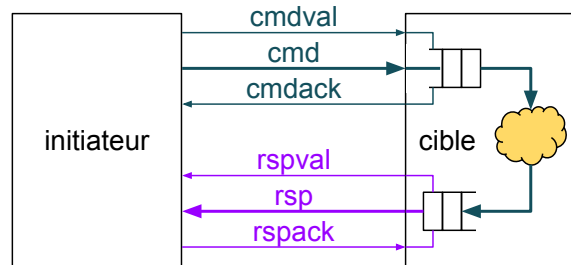 cmdval
cmd
cmdack
initiateur
cible
rspval
rsp
rspack